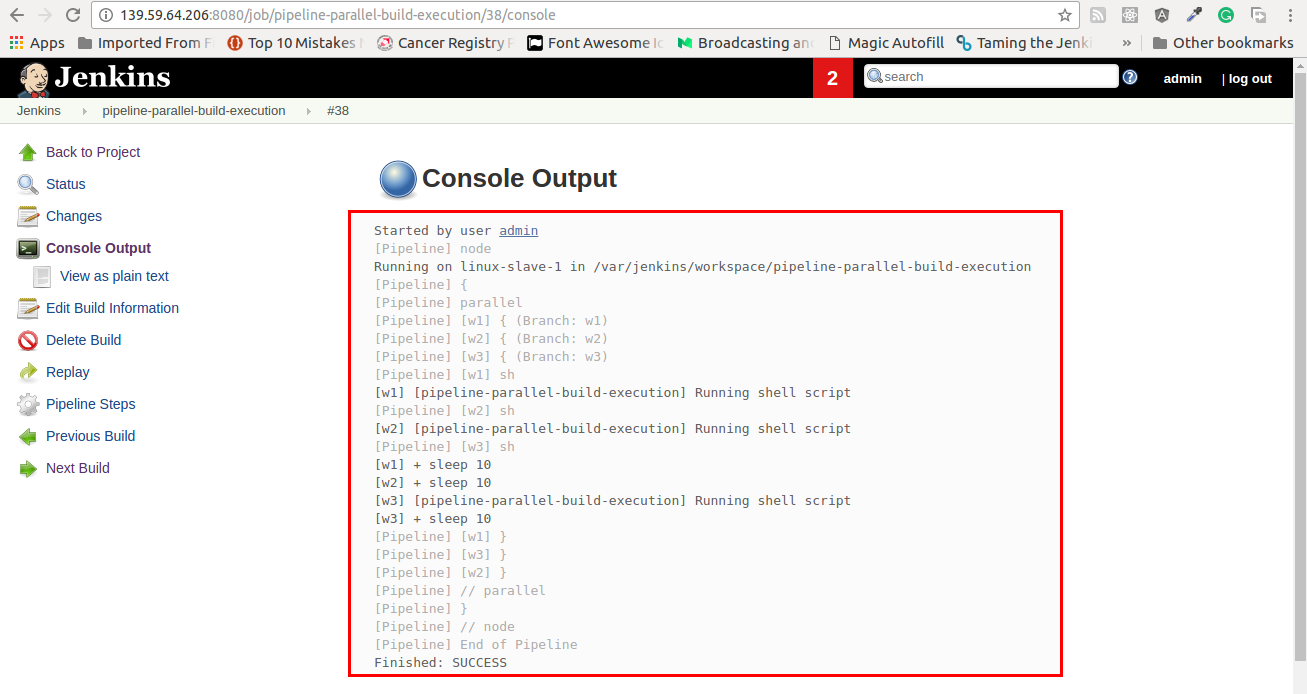 139.59.64.206:8080/job/pipeline-parallel-build-execution/38/console
Apps Imported From F Top 10 Mistakes Cancer Registry Font Awesome Broadcasting an Magic Autofill Taming the Jenk » Other bookmarks
Jenkins 2 search ? admin | log out
Jenkins pipeline-parallel-build-execution #38
Back to Project
Status
Changes
Console Output
View as plain text
Edit Build Information
Delete Build
Replay
Pipeline Steps
Previous Build
Next Build
Console Output
Started by user admin
[Pipeline] node
Running on linux-slave-1 in /var/jenkins/workspace/pipeline-parallel-build-execution
[Pipeline] {
[Pipeline] parallel
[Pipeline] [w1] { (Branch: w1)
[Pipeline] [w2] { (Branch: w2)
[Pipeline] [w3] { (Branch: w3)
[Pipeline] [w1] sh
[w1] [pipeline-parallel-build-execution] Running shell script
[Pipeline] [w2] sh
[w2] [pipeline-parallel-build-execution] Running shell script
[Pipeline] [w3] sh
[w1] + sleep 10
[w2] + sleep 10
[w3] [pipeline-parallel-build-execution] Running shell script
[w3] + sleep 10
[Pipeline] [w1] }
[Pipeline] [w3] }
[Pipeline] [w2] }
[Pipeline] // parallel
[Pipeline] }
[Pipeline] // node
[Pipeline] End of Pipeline
Finished: SUCCESS